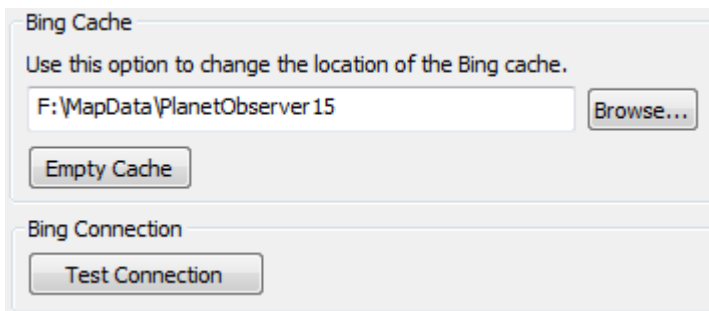 Bing Cache
Use this option to change the location of the Bing cache.
F:\MapData\PlanetObserver15
Browse...
Empty Cache
Bing Connection
Test Connection